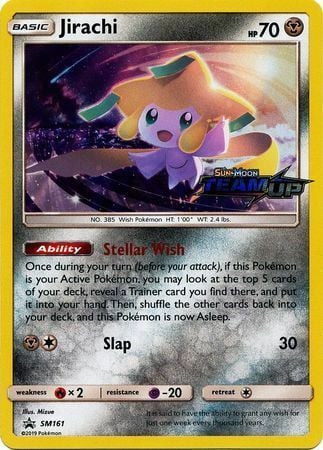 BASIC Jirachi HP 70
SUN & MOON
TEAM UP
NO. 385 Wish Pokémon HT: 1'00" WT: 2.4 lbs.
Ability Stellar Wish
Once during your turn (before your attack), if this Pokémon
is your Active Pokémon, you may look at the top 5 cards
of your deck, reveal a Trainer card you find there, and put
it into your hand. Then, shuffle the other cards back into
your deck, and this Pokémon is now Asleep.
Slap 30
weakness ×2 resistance -20 retreat
Illus. Mizue
SM161
©2019 Pokémon
It is said to have the ability to grant any wish for
just one week every thousand years.